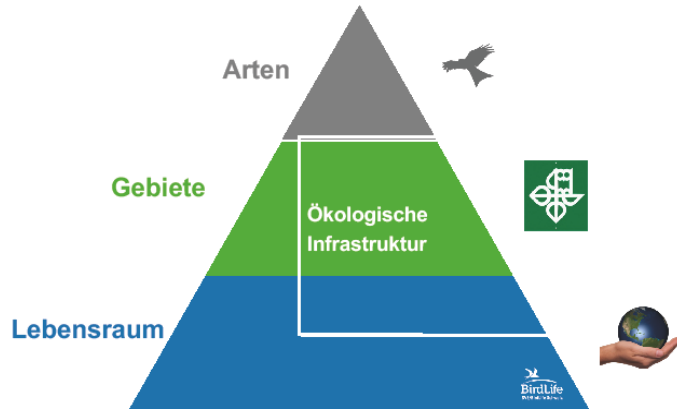 Arten
Gebiete
Ökologische
Infrastruktur
Lebensraum
BirdLife